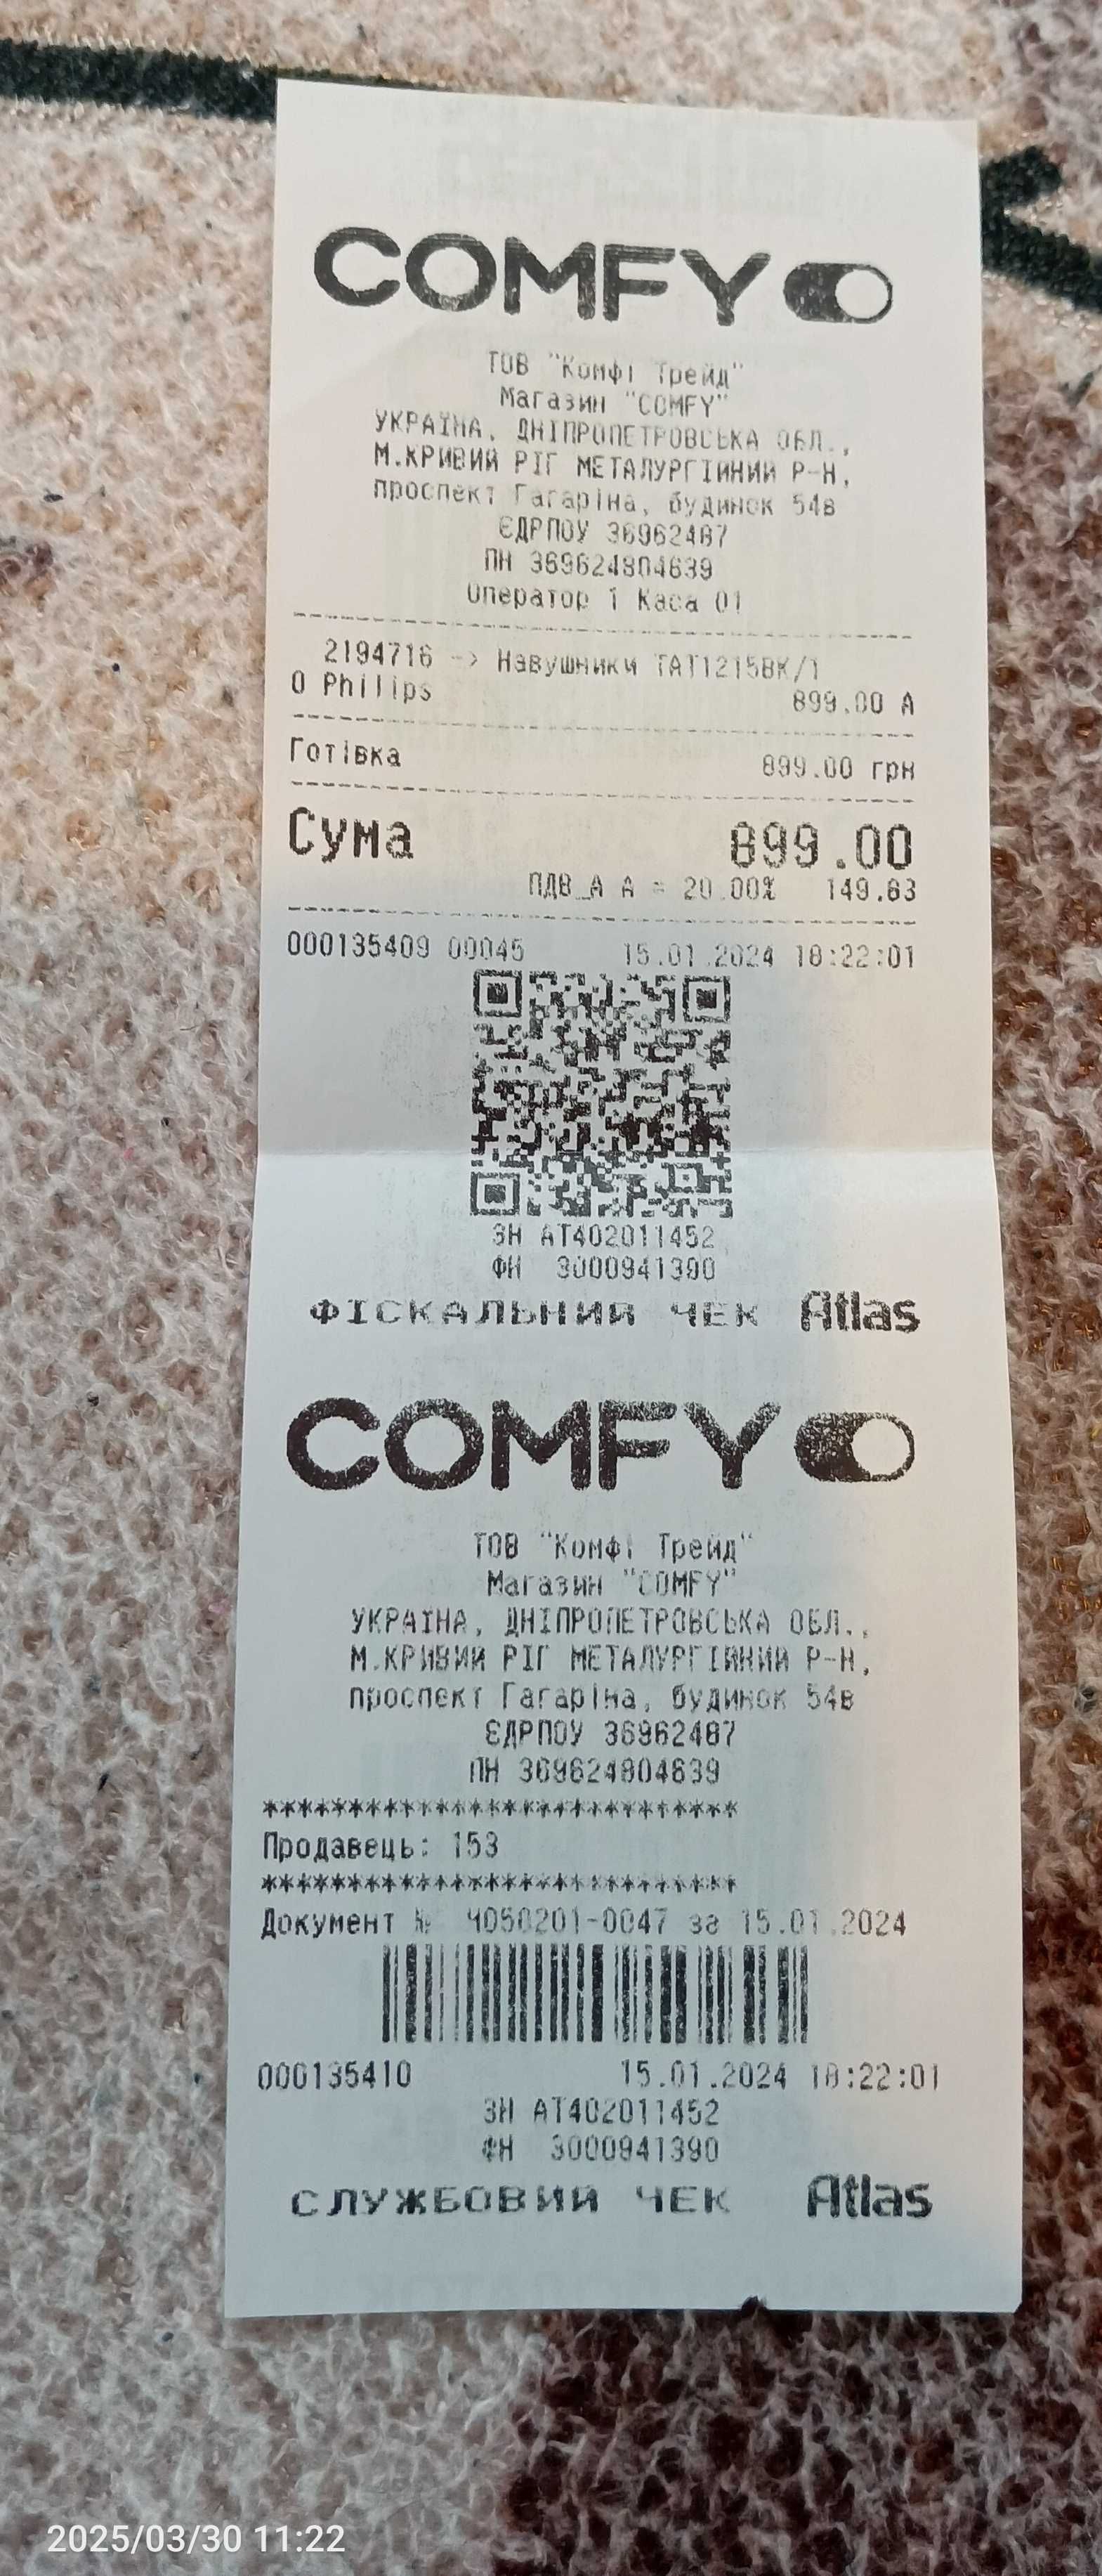 COMFY
ТОВ "Комфі Трейд"
Магазин "COMFY"
УКРАЇНА, ДНІПРОПЕТРОВСЬКА ОБЛ.,
М.КРИВИЙ РІГ МЕТАЛУРГІЙНИЙ Р-Н,
проспект Гагаріна, будинок 54в
ЄДРПОУ 36962487
ПН 369624804639
Оператор 1 Каса 01
2194716 -> Навушники TAT1215BK/1
0 Philips 899.00 А
Готівка 899.00 грн
Сума 899.00
ПДВ_А А = 20.00% 149.83
000135409 00045 15.01.2024 18:22:01
ЗН АТ402011452
ФН 3000941390
ФІСКАЛЬНИЙ ЧЕК Atlas
COMFY
ТОВ "Комфі Трейд"
Магазин "COMFY"
УКРАЇНА, ДНІПРОПЕТРОВСЬКА ОБЛ.,
М.КРИВИЙ РІГ МЕТАЛУРГІЙНИЙ Р-Н,
проспект Гагаріна, будинок 54в
ЄДРПОУ 36962487
ПН 369624804639
****************************
Продавець: 153
****************************
Документ № Ч050201-0047 за 15.01.2024
000135410 15.01.2024 18:22:01
ЗН АТ402011452
ФН 3000941390
СЛУЖБОВИЙ ЧЕК Atlas
2025/03/30 11:22